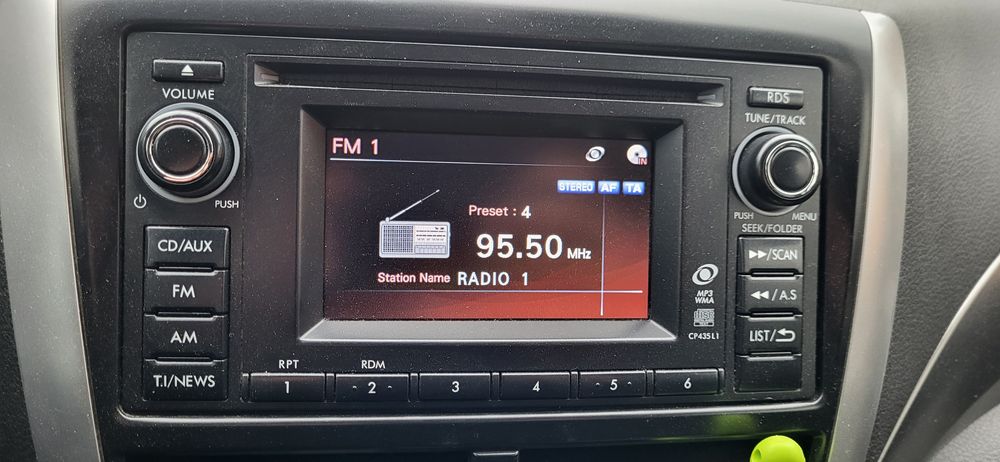 VOLUME
PUSH
CD/AUX
FM
AM
T.I/NEWS
FM 1
IN
STEREO AF TA
Preset : 4
95.50 MHz
Station Name RADIO 1
MP3
WMA
CP435L1
RPT RDM
1 2 3 4 5 6
RDS
TUNE/TRACK
PUSH MENU
SEEK/FOLDER
/SCAN
/A.S
LIST/